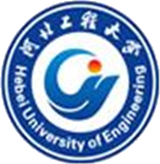 河北工程大学
Hebei University of Engineering